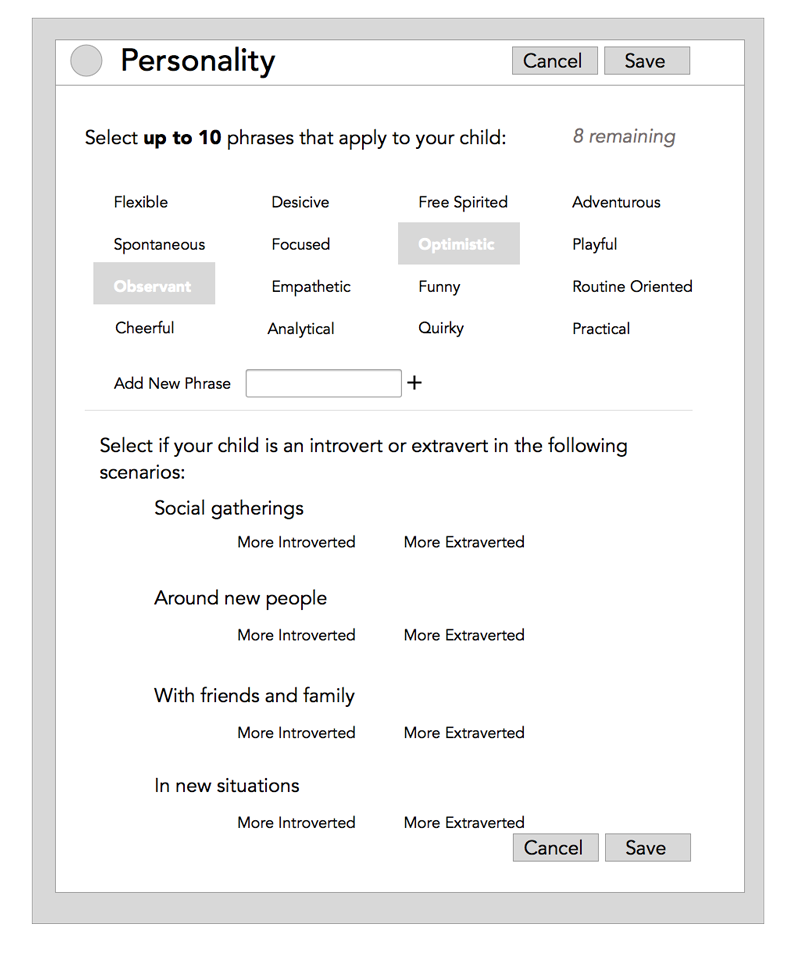 Personality Cancel Save
Select up to 10 phrases that apply to your child: 8 remaining
Flexible Desicive Free Spirited Adventurous
Spontaneous Focused Optimistic Playful
Observant Empathetic Funny Routine Oriented
Cheerful Analytical Quirky Practical
Add New Phrase +
Select if your child is an introvert or extravert in the following
scenarios:
Social gatherings
More Introverted More Extraverted
Around new people
More Introverted More Extraverted
With friends and family
More Introverted More Extraverted
In new situations
More Introverted More Extraverted
Cancel Save